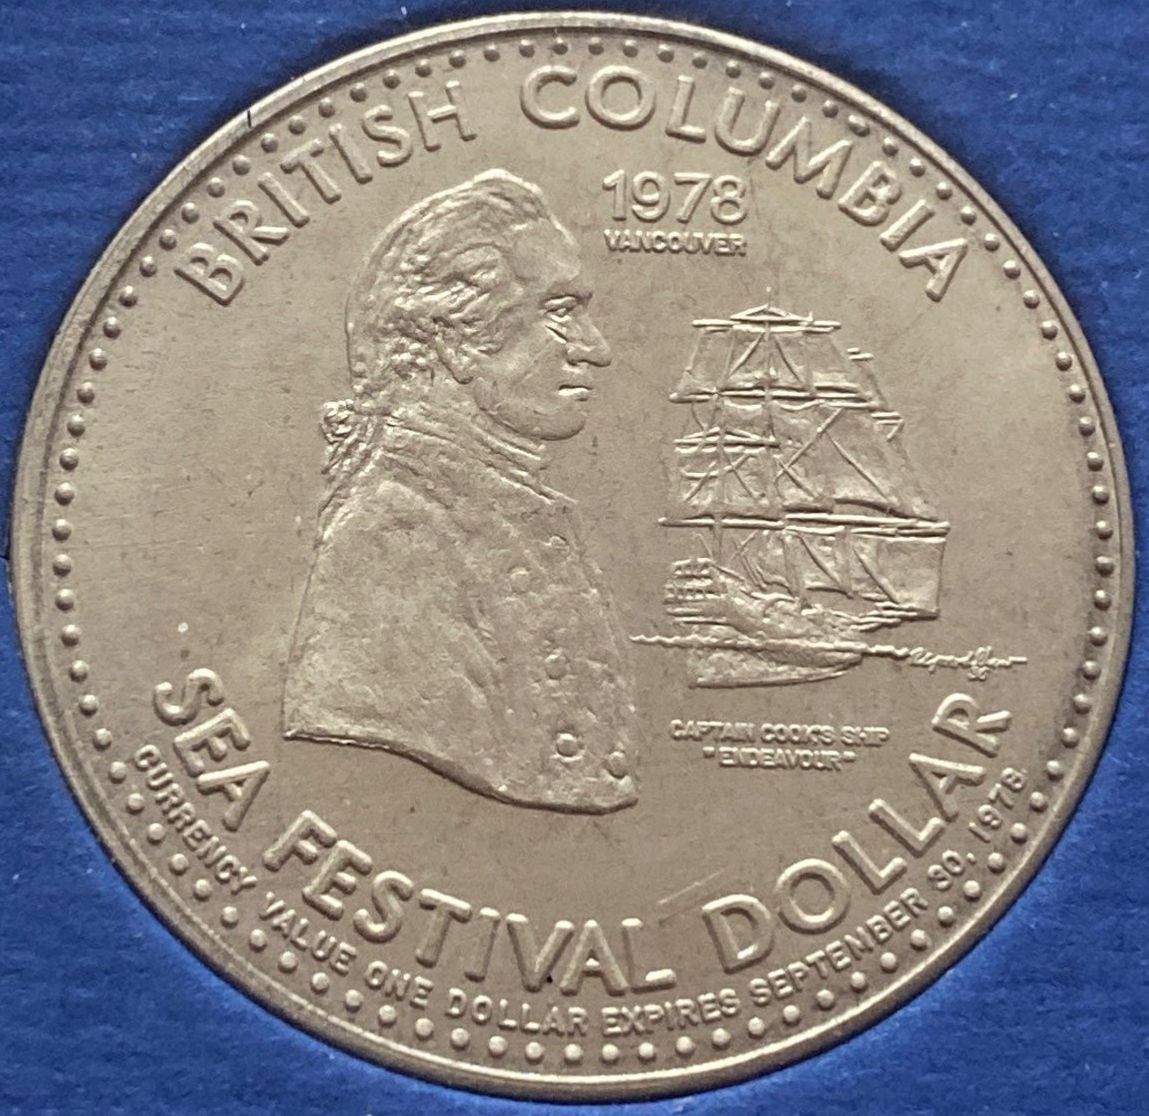 BRITISH COLUMBIA
1978
VANCOUVER
CAPTAIN COOK'S SHIP
"ENDEAVOUR"
SEA FESTIVAL DOLLAR
CURRENCY VALUE ONE DOLLAR EXPIRES SEPTEMBER 30, 1978